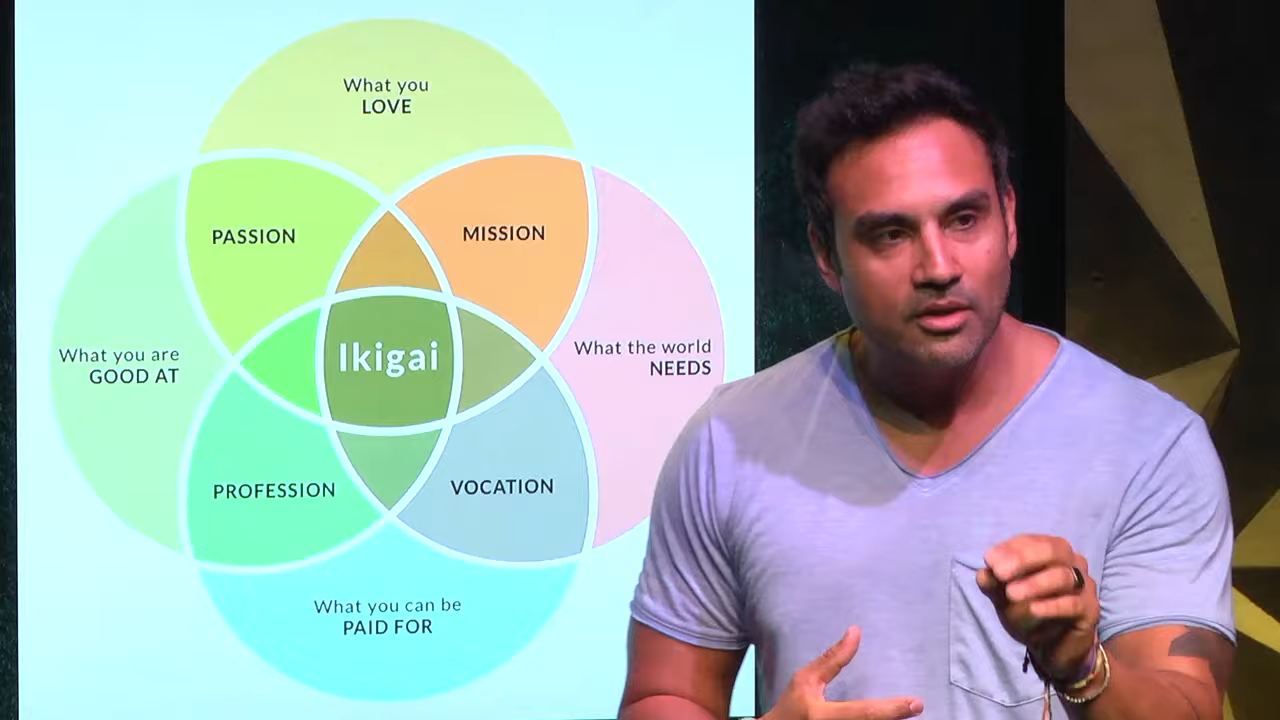 What you
LOVE
PASSION
MISSION
What you are
GOOD AT
Ikigai
What the world
NEEDS
PROFESSION
VOCATION
What you can be
PAID FOR